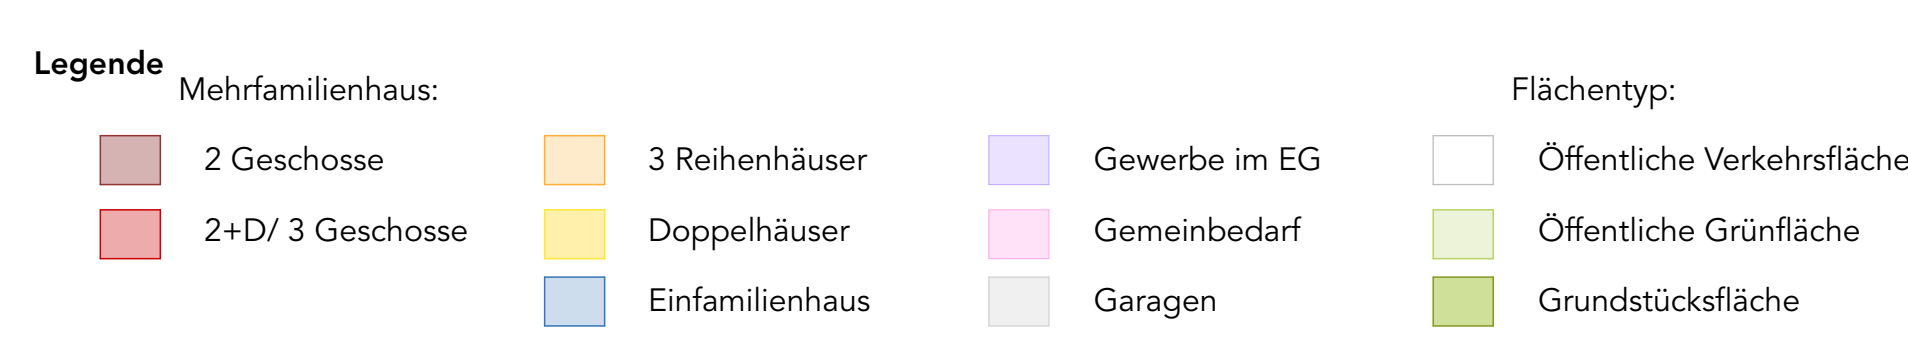 Legende
Mehrfamilienhaus:
2 Geschosse
2+D/ 3 Geschosse
3 Reihenhäuser
Doppelhäuser
Einfamilienhaus
Gewerbe im EG
Gemeinbedarf
Garagen
Flächentyp:
Öffentliche Verkehrsfläche
Öffentliche Grünfläche
Grundstücksfläche